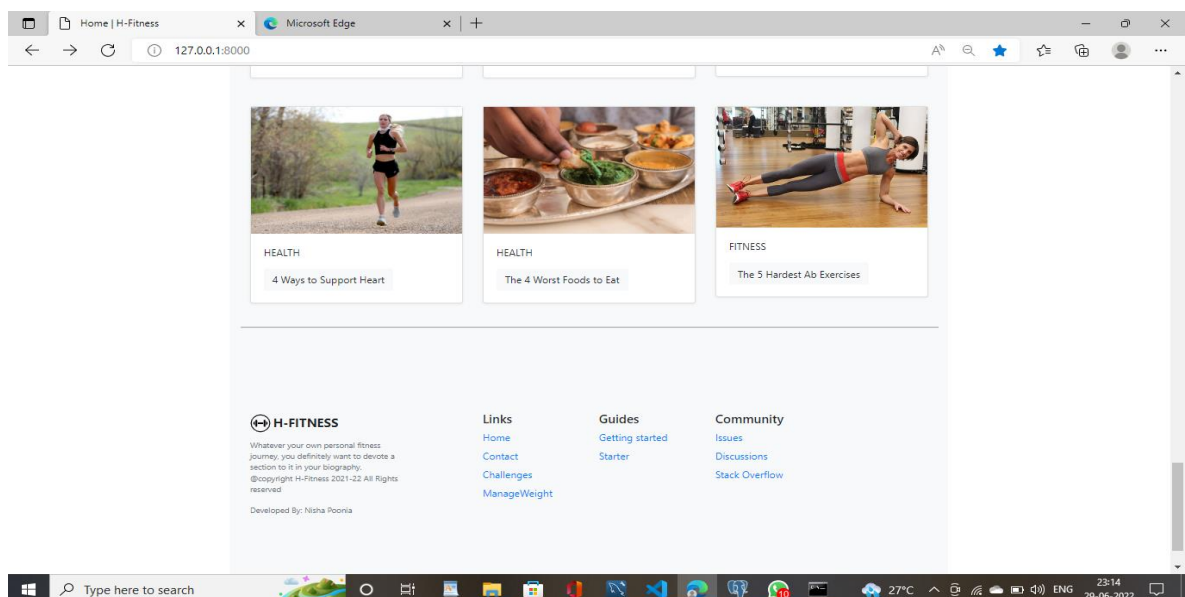 Home | H-Fitness
Microsoft Edge
127.0.0.1:8000
HEALTH
4 Ways to Support Heart
HEALTH
The 4 Worst Foods to Eat
FITNESS
The 5 Hardest Ab Exercises
H-FITNESS
Whatever your own personal fitness
journey, you definitely want to devote a
section to it in your biography.
@copyright H-Fitness 2021-22 All Rights
reserved
Developed By: Nisha Poonia
Links
Home
Contact
Challenges
ManageWeight
Guides
Getting started
Starter
Community
Issues
Discussions
Stack Overflow
Type here to search
10
27°C
ENG
23:14
29-06-2022